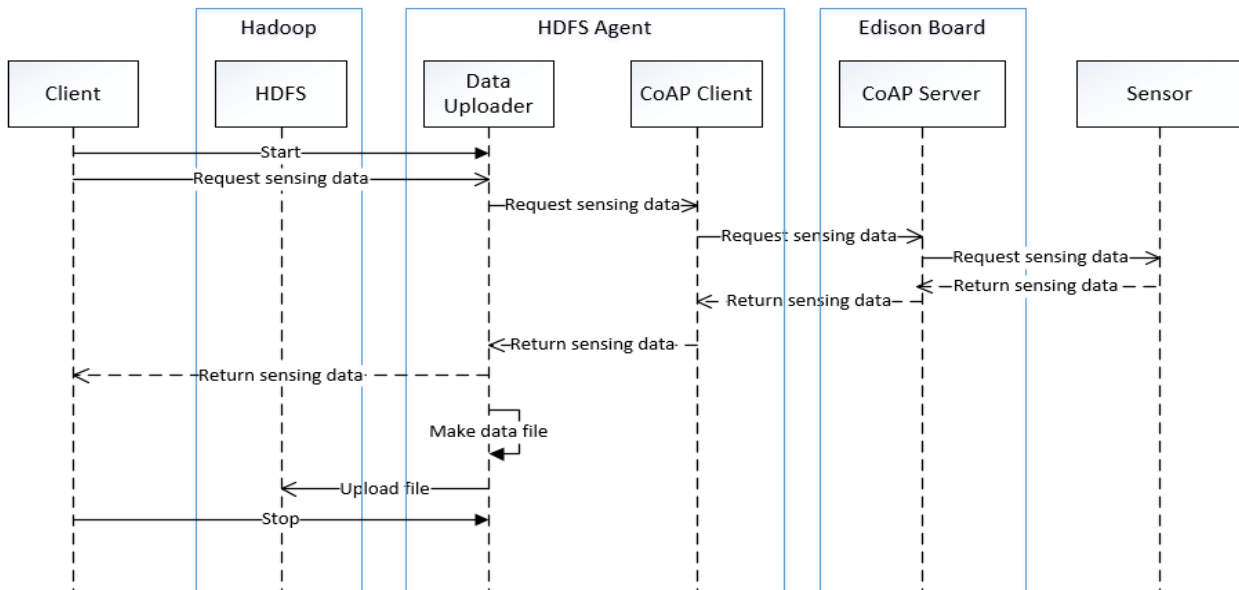 Hadoop
HDFS Agent
Edison Board
Client
HDFS
Data
Uploader
CoAP Client
CoAP Server
Sensor
Start
Request sensing data
Request sensing data
Request sensing data
Request sensing data
Return sensing data
Return sensing data
Return sensing data
Return sensing data
Make data file
Upload file
Stop